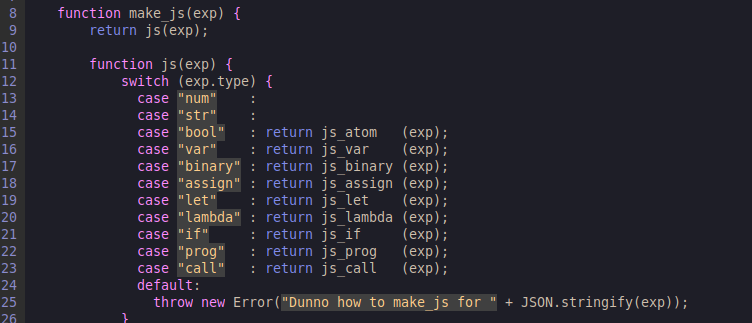 8 function make_js(exp) {
9 return js(exp);
10
11 function js(exp) {
12 switch (exp.type) {
13 case "num" :
14 case "str" :
15 case "bool" : return js_atom (exp);
16 case "var" : return js_var (exp);
17 case "binary" : return js_binary (exp);
18 case "assign" : return js_assign (exp);
19 case "let" : return js_let (exp);
20 case "lambda" : return js_lambda (exp);
21 case "if" : return js_if (exp);
22 case "prog" : return js_prog (exp);
23 case "call" : return js_call (exp);
24 default:
25 throw new Error("Dunno how to make_js for " + JSON.stringify(exp));
26 }